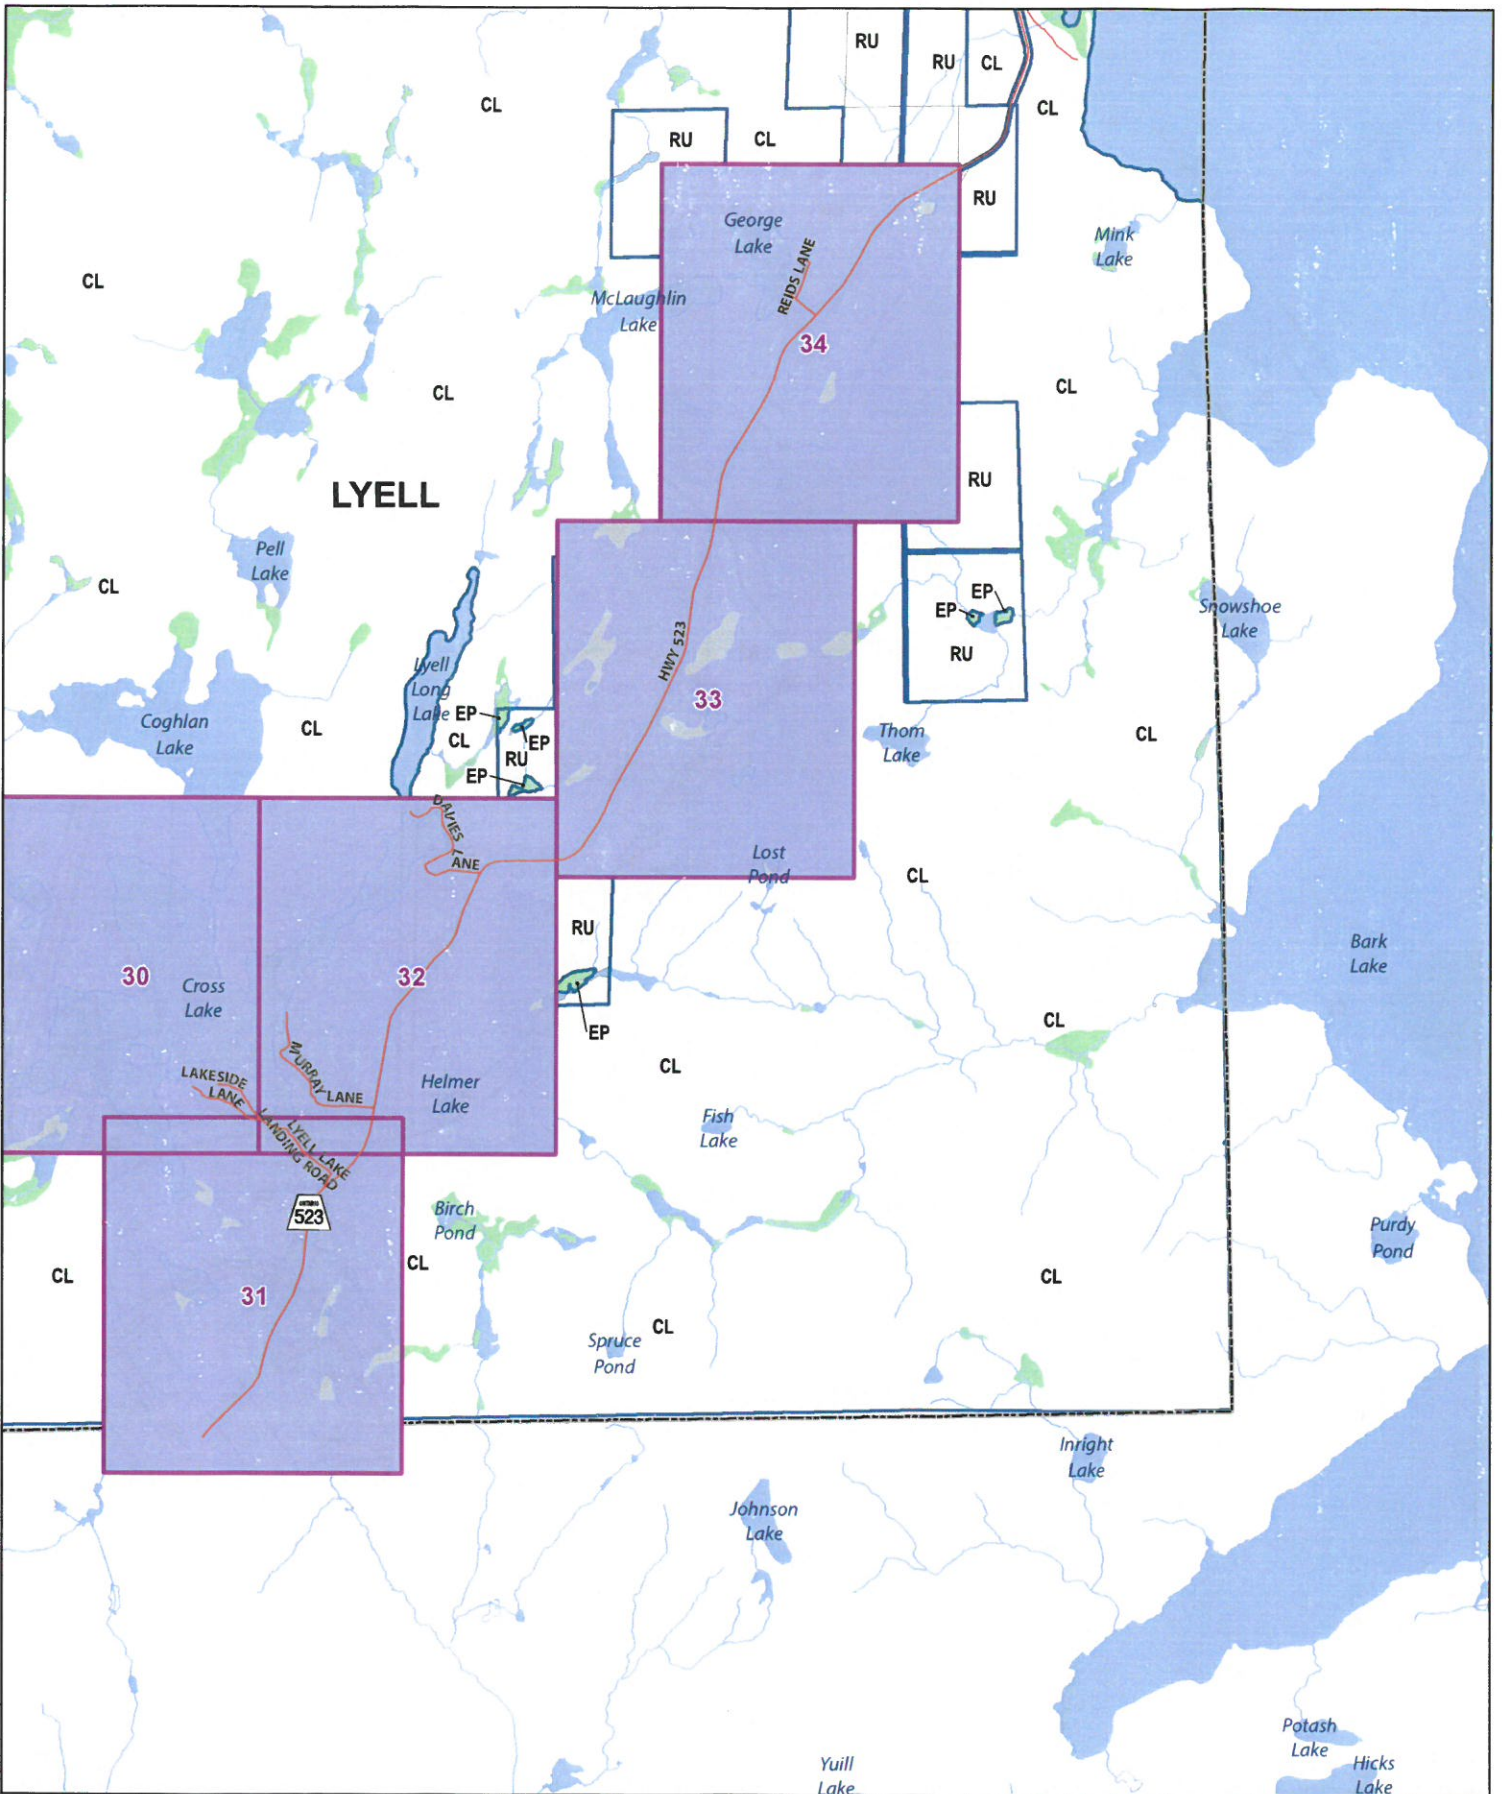 RU
RU
CL
CL
CL
RU
CL
RU
George
Lake
Mink
Lake
REIDS LANE
CL
McLaughlin
Lake
34
CL
CL
RU
LYELL
Pell
Lake
CL
EP
EP
Snowshoe
Lake
RU
HWY 523
33
Lyell
Long
Lake
EP
CL
EP
RU
EP
Coghlan
Lake
CL
Thom
Lake
CL
DAVIES
LANE
Lost
Pond
CL
RU
EP
Bark
Lake
30
Cross
Lake
32
CL
CL
MURRAY LANE
LAKESIDE
LANE
Helmer
Lake
Fish
Lake
LYELL LAKE
LANDING ROAD
ONTARIO
523
Birch
Pond
Purdy
Pond
CL
CL
31
CL
CL
Spruce
Pond
Inright
Lake
Johnson
Lake
Potash
Lake
Hicks
Lake
Yuill
Lake